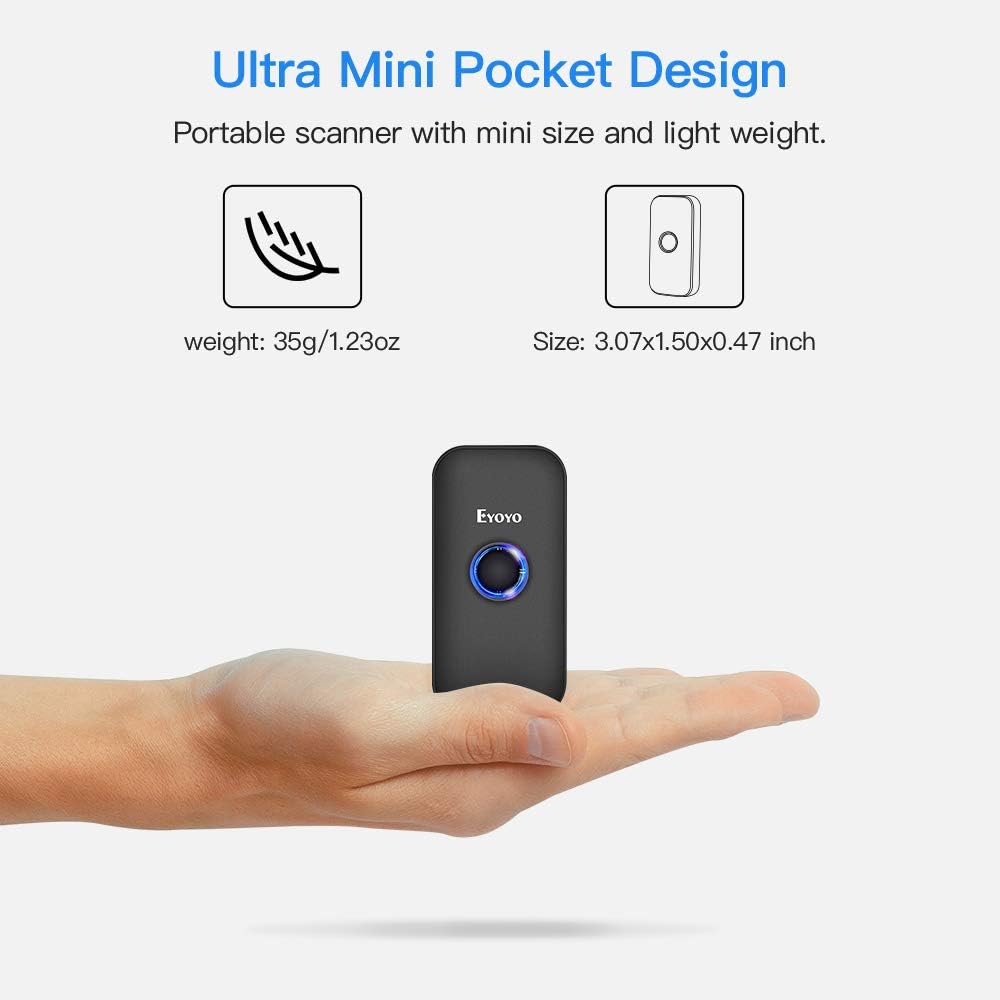 Ultra Mini Pocket Design
Portable scanner with mini size and light weight.
weight: 35g/1.23oz
Size: 3.07x1.50x0.47 inch
EYOYO